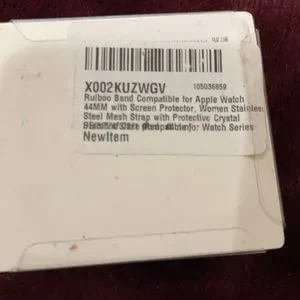 X002KUZWGV 105036859
Ruiboo Band Compatible for Apple Watch
44MM with Screen Protector, Women Stainless
Steel Mesh Strap with Protective Crystal
for Watch Series
NewItem